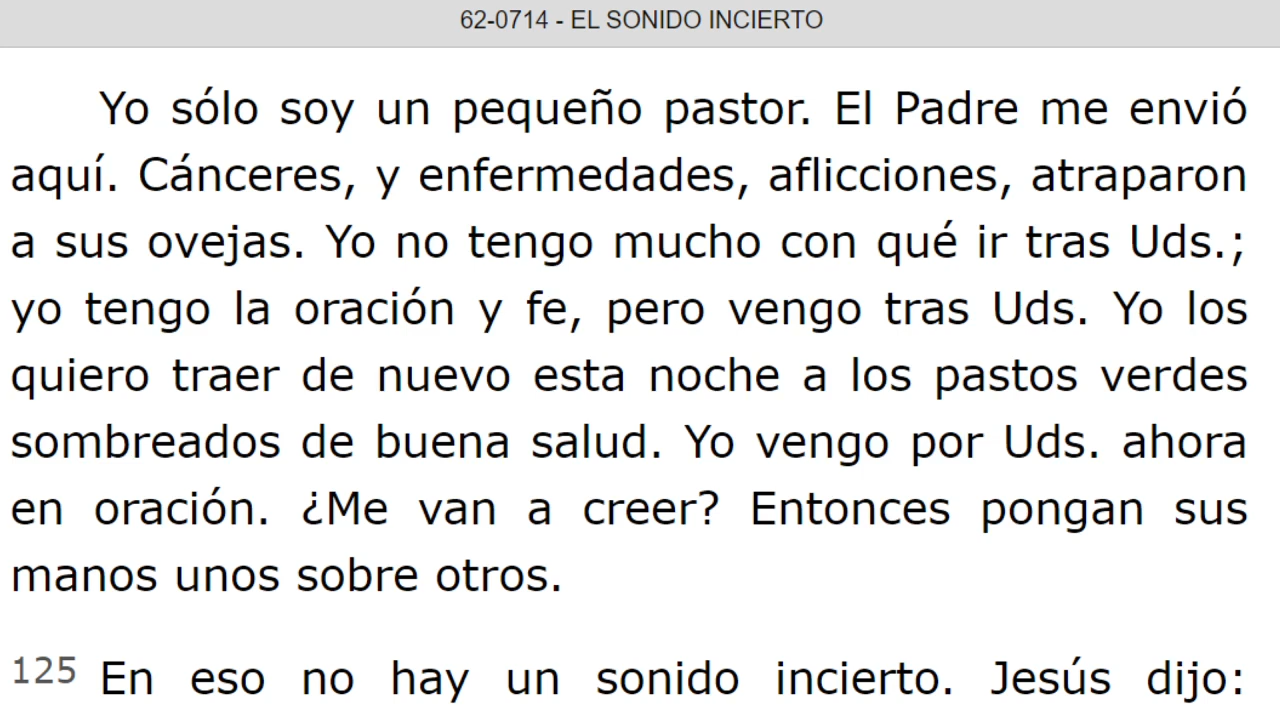 62-0714 - EL SONIDO INCIERTO
Yo sólo soy un pequeño pastor. El Padre me envió
aquí. Cánceres, y enfermedades, aflicciones, atraparon
a sus ovejas. Yo no tengo mucho con qué ir tras Uds.;
yo tengo la oración y fe, pero vengo tras Uds. Yo los
quiero traer de nuevo esta noche a los pastos verdes
sombreados de buena salud. Yo vengo por Uds. ahora
en oración. ¿Me van a creer? Entonces pongan sus
manos unos sobre otros.
125 En eso no hay un sonido incierto. Jesús dijo: